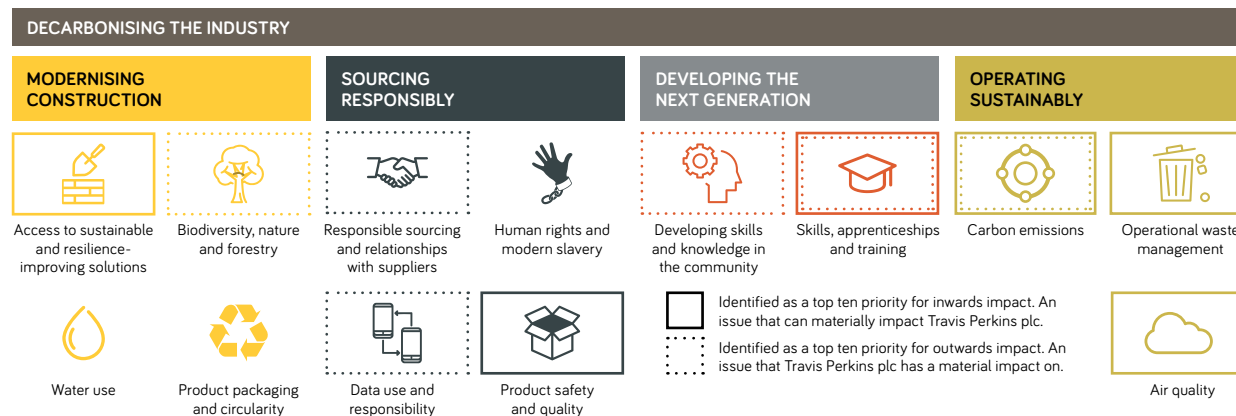 DECARBONISING THE INDUSTRY
MODERNISING
CONSTRUCTION
SOURCING
RESPONSIBLY
DEVELOPING THE
NEXT GENERATION
OPERATING
SUSTAINABLY
Access to sustainable
and resilience-
improving solutions
Biodiversity, nature
and forestry
Responsible sourcing
and relationships
with suppliers
Human rights and
modern slavery
Developing skills
and knowledge in
the community
Skills, apprenticeships
and training
Carbon emissions
Operational waste
management
Water use
Product packaging
and circularity
Data use and
responsibility
Product safety
and quality
Identified as a top ten priority for inwards impact. An
issue that can materially impact Travis Perkins plc.
Identified as a top ten priority for outwards impact. An
issue that Travis Perkins plc has a material impact on.
Air quality